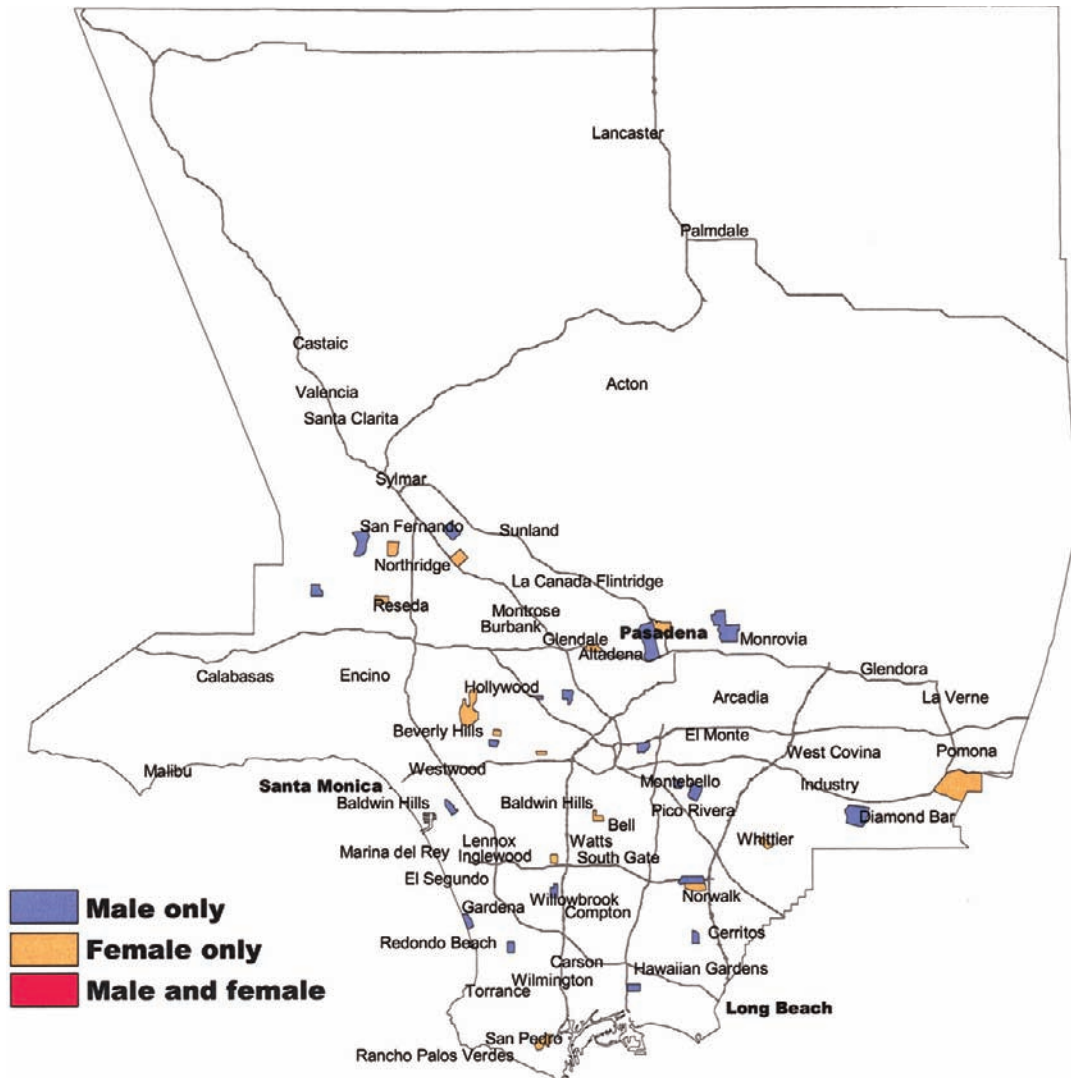 Lancaster
Palmdale
Castaic
Acton
Valencia
Santa Clarita
Sylmar
San Fernando
Sunland
Northridge
La Canada Flintridge
Reseda
Montrose
Burbank
Pasadena
Glendale
Monrovia
Altadena
Calabasas
Encino
Glendora
Hollywood
Arcadia
La Verne
Beverly Hills
El Monte
West Covina
Pomona
Malibu
Westwood
Santa Monica
Montebello
Industry
Baldwin Hills
Baldwin Hills
Pico Rivera
Diamond Bar
Bell
Marina del Rey
Lennox
Watts
Whittier
Inglewood
South Gate
El Segundo
Willowbrook
Norwalk
Gardena
Compton
Redondo Beach
Cerritos
Carson
Hawaiian Gardens
Wilmington
Torrance
Long Beach
San Pedro
Rancho Palos Verdes
Male only
Female only
Male and female